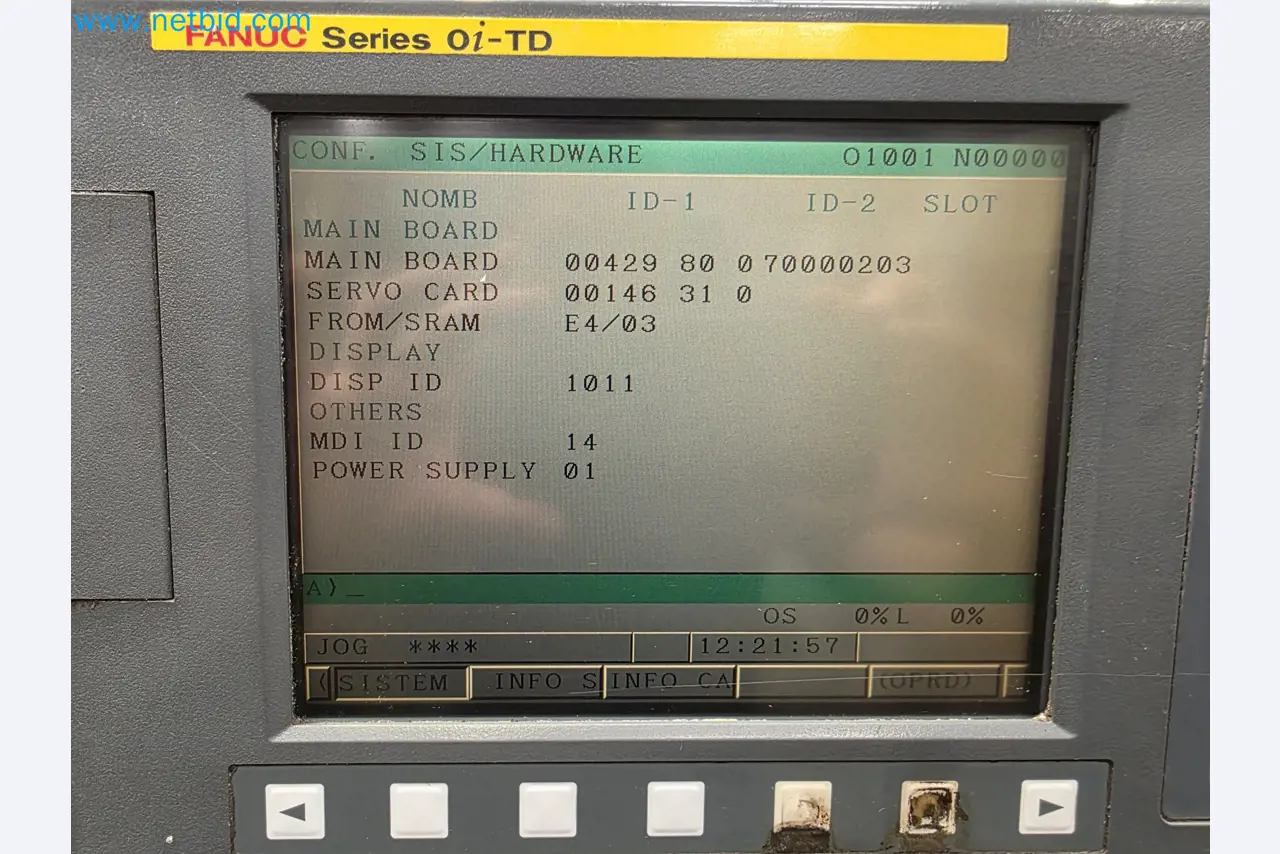 www.netbid.com
FANUC Series 0i-TD
CONF. SIS/HARDWARE O1001 N00000
NOMB ID-1 ID-2 SLOT
MAIN BOARD
MAIN BOARD 00429 80 0 70000203
SERVO CARD 00146 31 0
FROM/SRAM E4/03
DISPLAY
DISP ID 1011
OTHERS
MDI ID 14
POWER SUPPLY 01
A)_
OS 0% L 0%
JOG **** 12:21:57
( SISTEM INFO S INFO CA (OPRD)